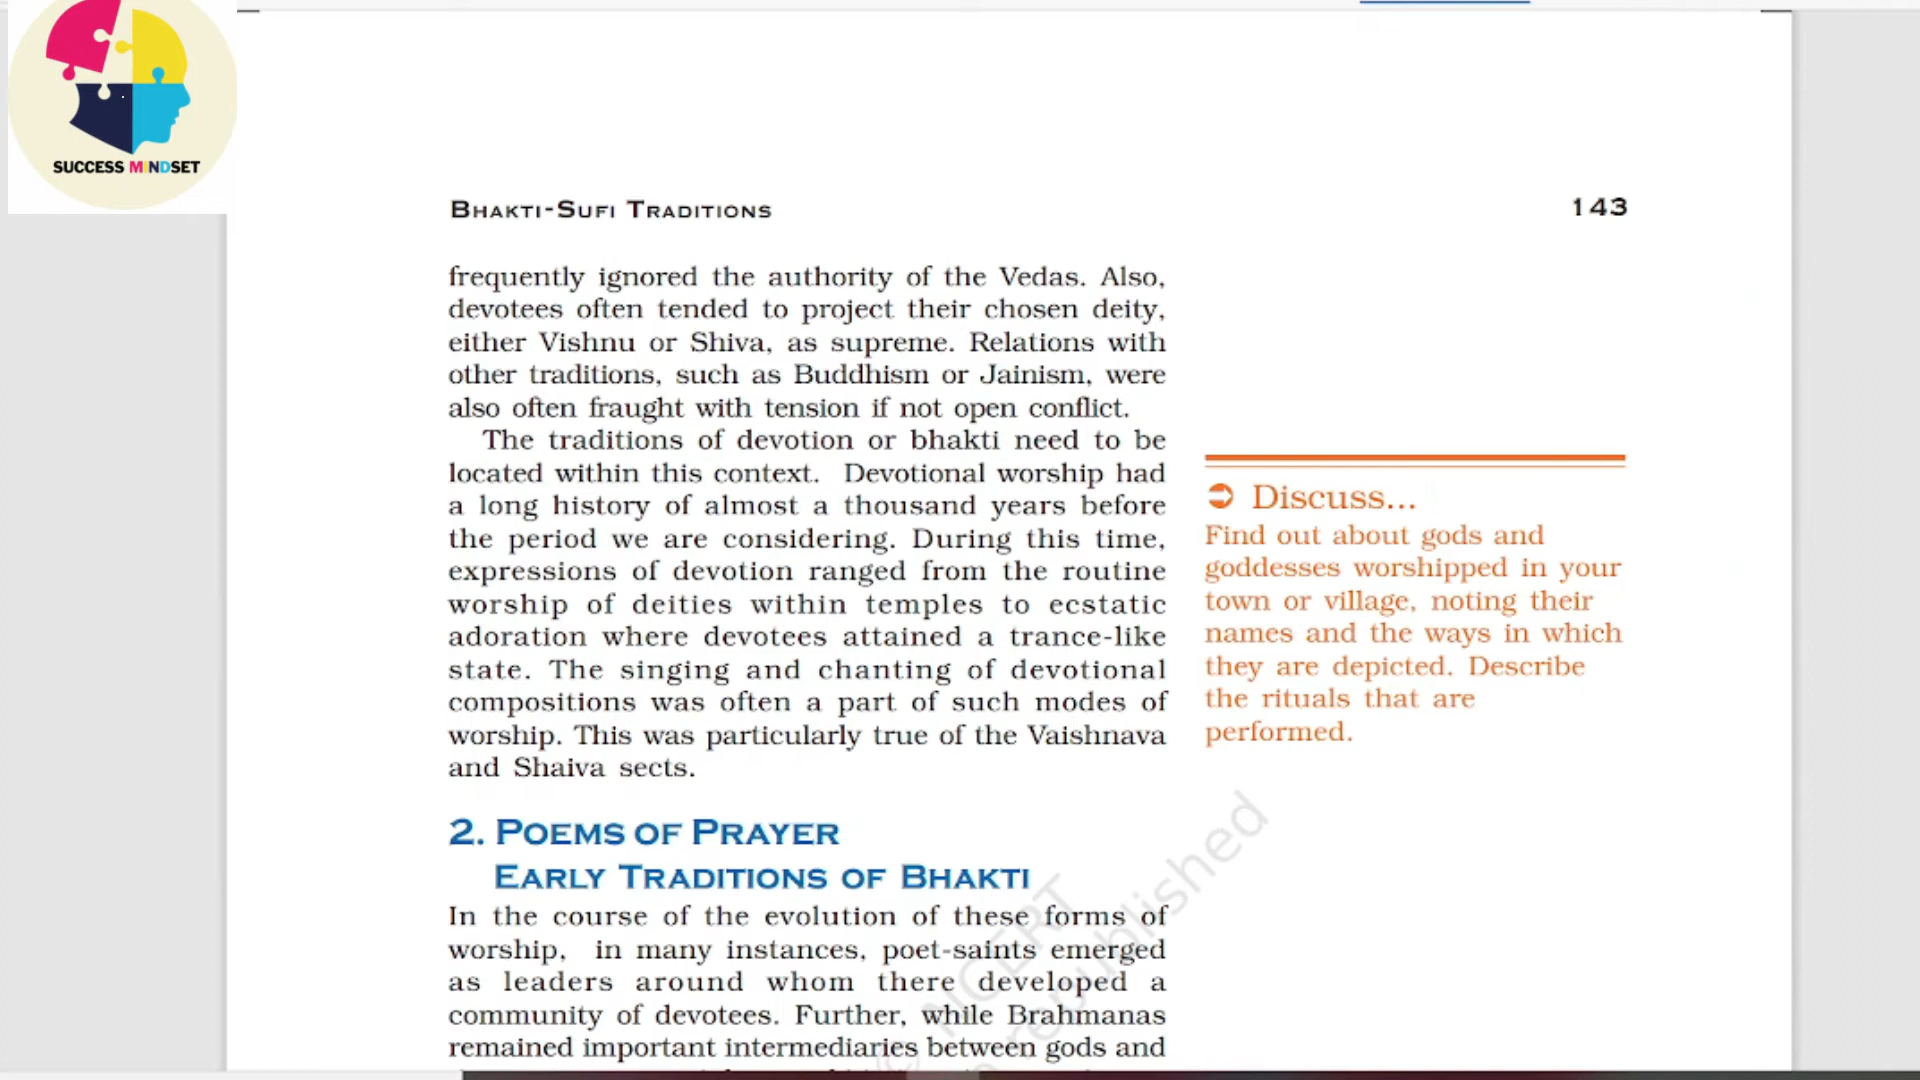 SUCCESS MINDSET
BHAKTI-SUFI TRADITIONS
143
frequently ignored the authority of the Vedas. Also,
devotees often tended to project their chosen deity,
either Vishnu or Shiva, as supreme. Relations with
other traditions, such as Buddhism or Jainism, were
also often fraught with tension if not open conflict.
The traditions of devotion or bhakti need to be
located within this context. Devotional worship had
a long history of almost a thousand years before
the period we are considering. During this time,
expressions of devotion ranged from the routine
worship of deities within temples to ecstatic
adoration where devotees attained a trance-like
state. The singing and chanting of devotional
compositions was often a part of such modes of
worship. This was particularly true of the Vaishnava
and Shaiva sects.
Discuss...
Find out about gods and
goddesses worshipped in your
town or village, noting their
names and the ways in which
they are depicted. Describe
the rituals that are
performed.
2. POEMS OF PRAYER
EARLY TRADITIONS OF BHAKTI
In the course of the evolution of these forms of
worship, in many instances, poet-saints emerged
as leaders around whom there developed a
community of devotees. Further, while Brahmanas
remained important intermediaries between gods and
© NCERT
republished